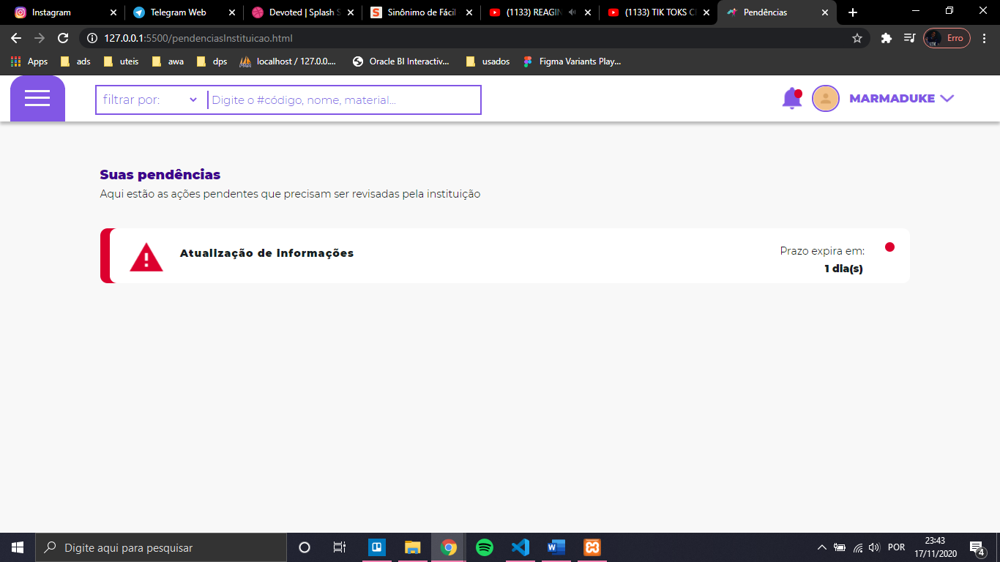 Instagram
Telegram Web
Devoted | Splash S
Sinônimo de Fácil
(1133) REAGIN
(1133) TIK TOKS C
Pendências
127.0.0.1:5500/pendenciasInstituicao.html
Erro
Apps
ads
uteis
awa
dps
localhost / 127.0.0....
Oracle BI Interactiv...
usados
Figma Variants Play...
filtrar por:
Digite o #código, nome, material...
MARMADUKE
Suas pendências
Aqui estão as ações pendentes que precisam ser revisadas pela instituição
Atualização de informações
Prazo expira em:
1 dia(s)
Digite aqui para pesquisar
POR
23:43
17/11/2020
4